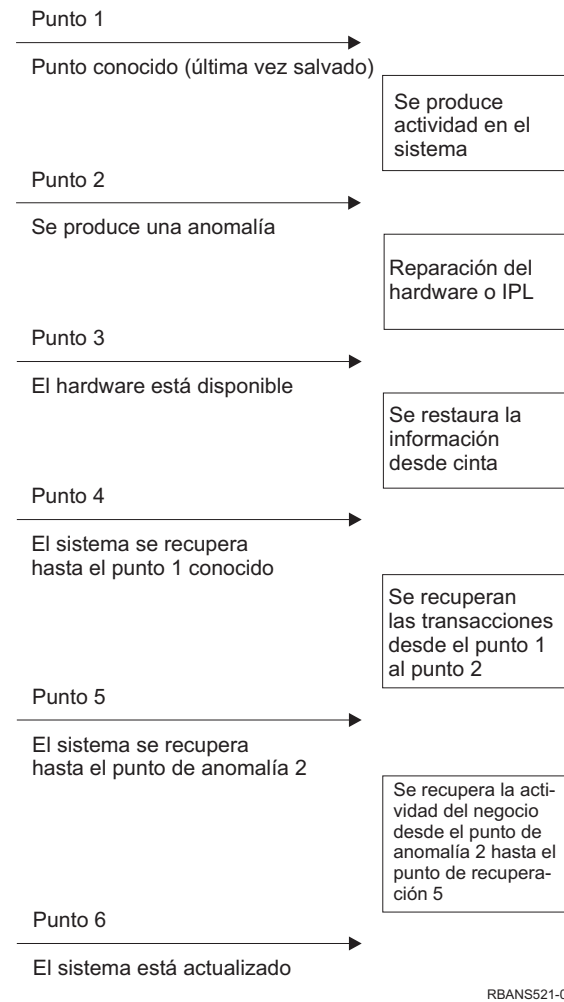 Punto 1
Punto conocido (última vez salvado)
Se produce
actividad en el
sistema
Punto 2
Se produce una anomalía
Reparación del
hardware o IPL
Punto 3
El hardware está disponible
Se restaura la
información
desde cinta
Punto 4
El sistema se recupera
hasta el punto 1 conocido
Se recuperan
las transacciones
desde el punto 1
al punto 2
Punto 5
El sistema se recupera
hasta el punto de anomalía 2
Se recupera la acti-
vidad del negocio
desde el punto de
anomalía 2 hasta el
punto de recupera-
ción 5
Punto 6
El sistema está actualizado
RBANS521-0